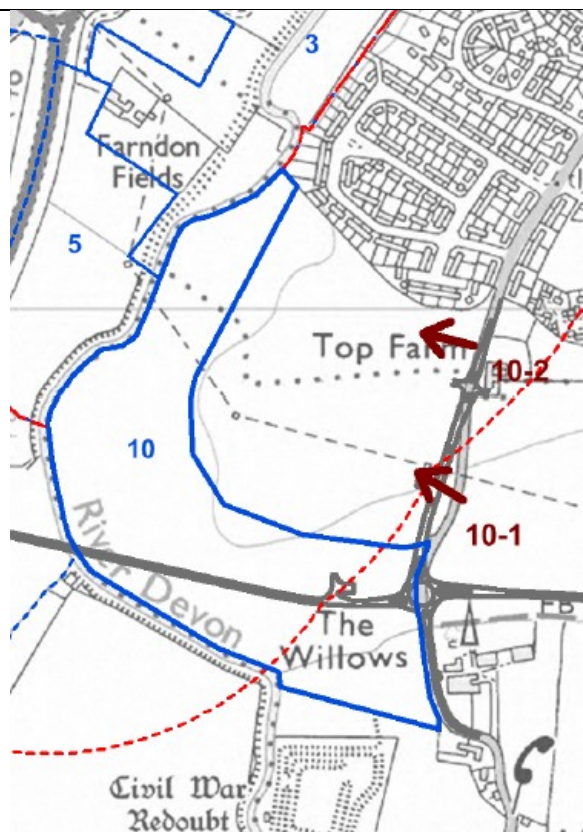 3
Farndon
Fields
5
Top Farm
10-2
10
10-1
River Devon
The
Willows
FB
Civil War
Redoubt